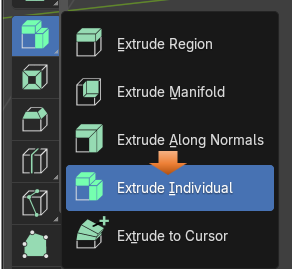 Extrude Region
Extrude Manifold
Extrude Along Normals
Extrude Individual
Extrude to Cursor